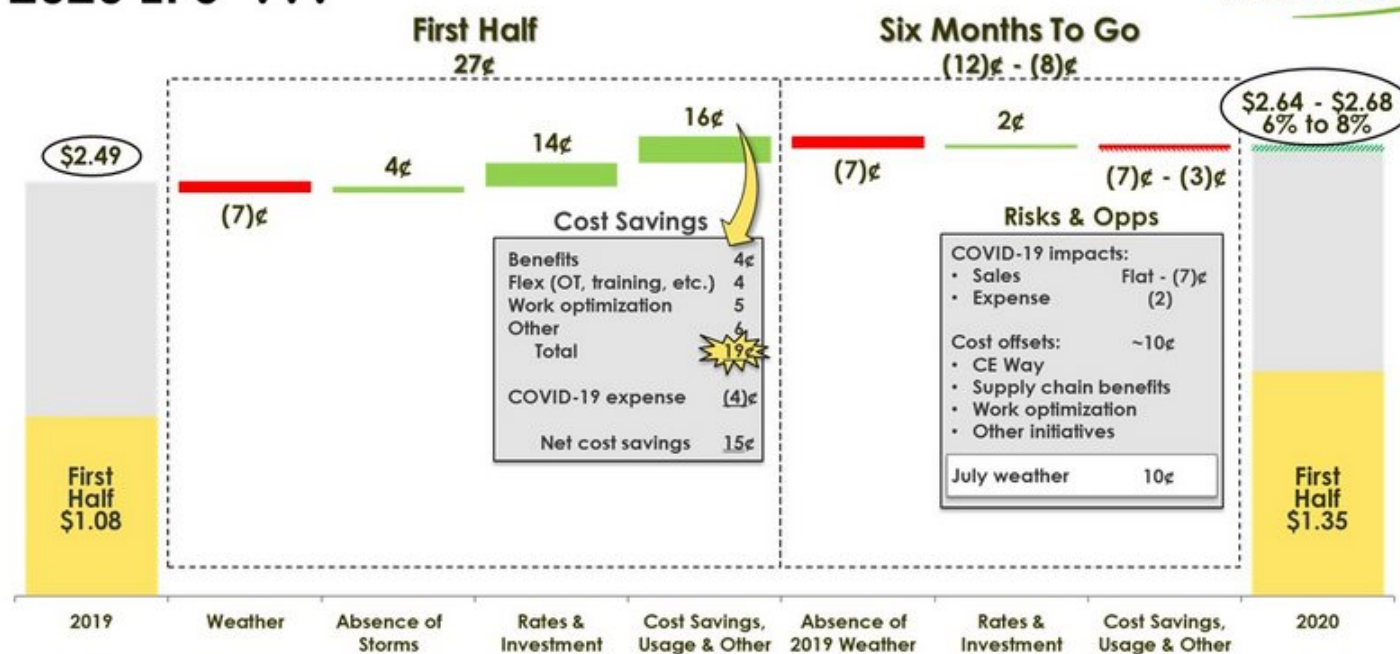 First Half
27¢
Six Months To Go
(12)¢ - (8)¢
$2.49
(7)¢
4¢
14¢
16¢
(7)¢
2¢
(7)¢ - (3)¢
$2.64 - $2.68
6% to 8%
Cost Savings
Benefits 4¢
Flex (OT, training, etc.) 4
Work optimization 5
Other 6
Total 19¢
COVID-19 expense (4)¢
Net cost savings 15¢
Risks & Opps
COVID-19 impacts:
• Sales Flat - (7)¢
• Expense (2)
Cost offsets: ~10¢
• CE Way
• Supply chain benefits
• Work optimization
• Other initiatives
July weather 10¢
First
Half
$1.08
First
Half
$1.35
2019
Weather
Absence of
Storms
Rates &
Investment
Cost Savings,
Usage & Other
Absence of
2019 Weather
Rates &
Investment
Cost Savings,
Usage & Other
2020